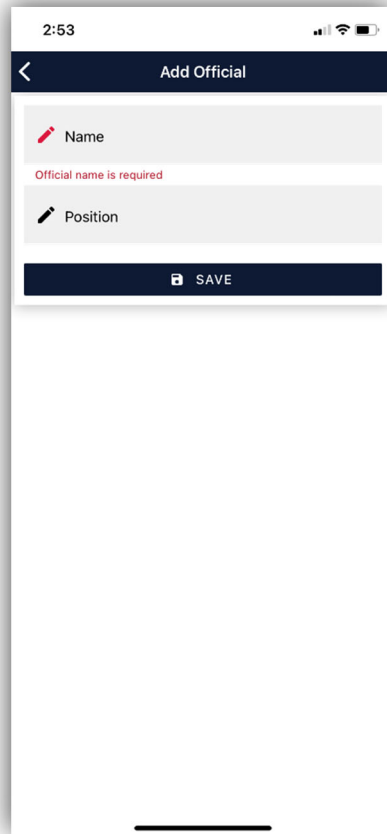 2:53
Add Official
Name
Official name is required
Position
SAVE